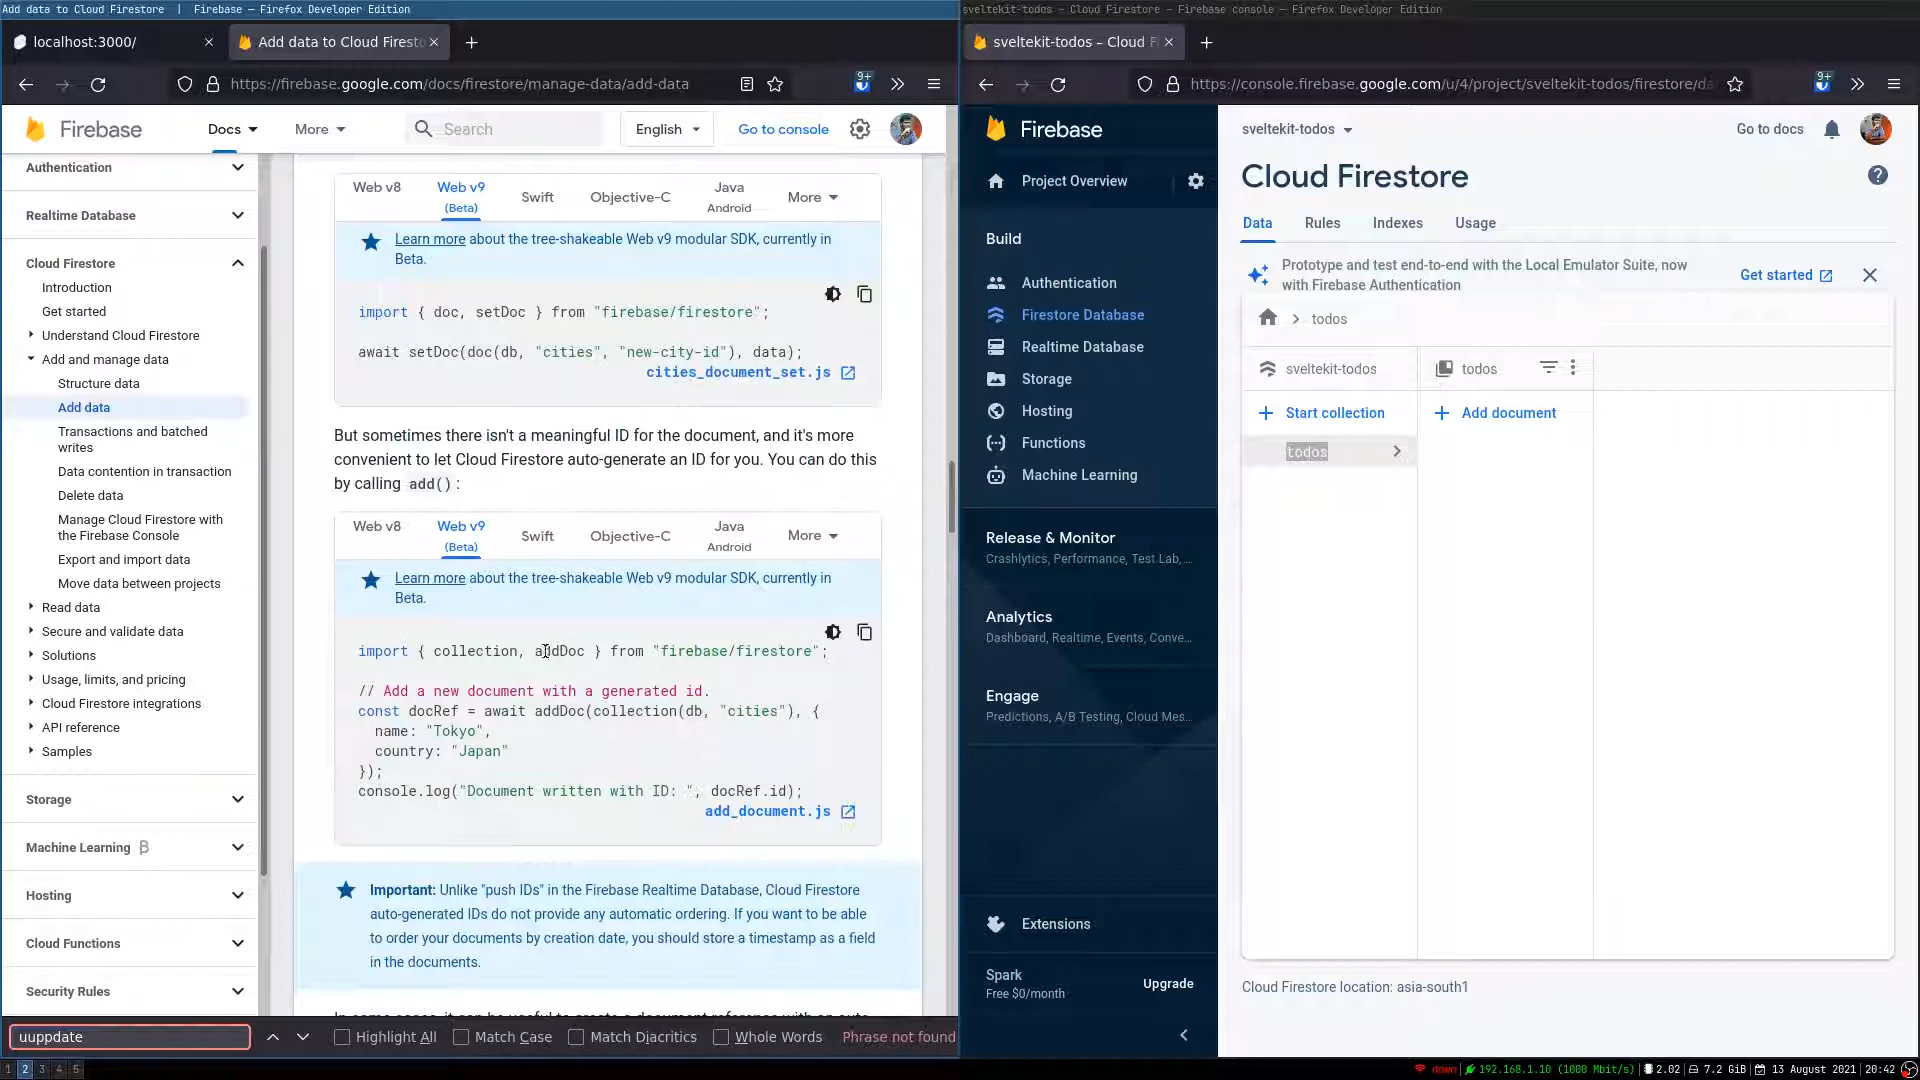 Add data to Cloud Firestore  |  Firebase — Firefox Developer Edition
localhost:3000/
Add data to Cloud Firesto
https://firebase.google.com/docs/firestore/manage-data/add-data
9+
Firebase
Docs
More
Search
English
Go to console
Authentication
Realtime Database
Cloud Firestore
Introduction
Get started
Understand Cloud Firestore
Add and manage data
Structure data
Add data
Transactions and batched
writes
Data contention in transaction
Delete data
Manage Cloud Firestore with
the Firebase Console
Export and import data
Move data between projects
Read data
Secure and validate data
Solutions
Usage, limits, and pricing
Cloud Firestore integrations
API reference
Samples
Storage
Machine Learning
Hosting
Cloud Functions
Security Rules
Web v8
Web v9
(Beta)
Swift
Objective-C
Java
Android
More
Learn more about the tree-shakeable Web v9 modular SDK, currently in
Beta.
import { doc, setDoc } from "firebase/firestore";
await setDoc(doc(db, "cities", "new-city-id"), data);
cities_document_set.js
But sometimes there isn't a meaningful ID for the document, and it's more
convenient to let Cloud Firestore auto-generate an ID for you. You can do this
by calling add() :
Web v8
Web v9
(Beta)
Swift
Objective-C
Java
Android
More
Learn more about the tree-shakeable Web v9 modular SDK, currently in
Beta.
import { collection, addDoc } from "firebase/firestore";
// Add a new document with a generated id.
const docRef = await addDoc(collection(db, "cities"), {
name: "Tokyo",
country: "Japan"
});
console.log("Document written with ID: ", docRef.id);
add_document.js
Important: Unlike "push IDs" in the Firebase Realtime Database, Cloud Firestore
auto-generated IDs do not provide any automatic ordering. If you want to be able
to order your documents by creation date, you should store a timestamp as a field
in the documents.
uuppdate
Highlight All
Match Case
Match Diacritics
Whole Words
Phrase not found
sveltekit-todos – Cloud Firestore – Firebase console — Firefox Developer Edition
sveltekit-todos – Cloud Fi
https://console.firebase.google.com/u/4/project/sveltekit-todos/firestore/da
9+
Firebase
Project Overview
Build
Authentication
Firestore Database
Realtime Database
Storage
Hosting
Functions
Machine Learning
Release & Monitor
Crashlytics, Performance, Test Lab, …
Analytics
Dashboard, Realtime, Events, Conve…
Engage
Predictions, A/B Testing, Cloud Mes…
Extensions
Spark
Free $0/month
Upgrade
sveltekit-todos
Go to docs
Cloud Firestore
Data
Rules
Indexes
Usage
Prototype and test end-to-end with the Local Emulator Suite, now
with Firebase Authentication
Get started
todos
sveltekit-todos
todos
Start collection
Add document
todos
Cloud Firestore location: asia-south1
1 2 3 4 5
down
192.168.1.10 (1000 Mbit/s)
2.02
7.2 GiB
13 August 2021
20:42